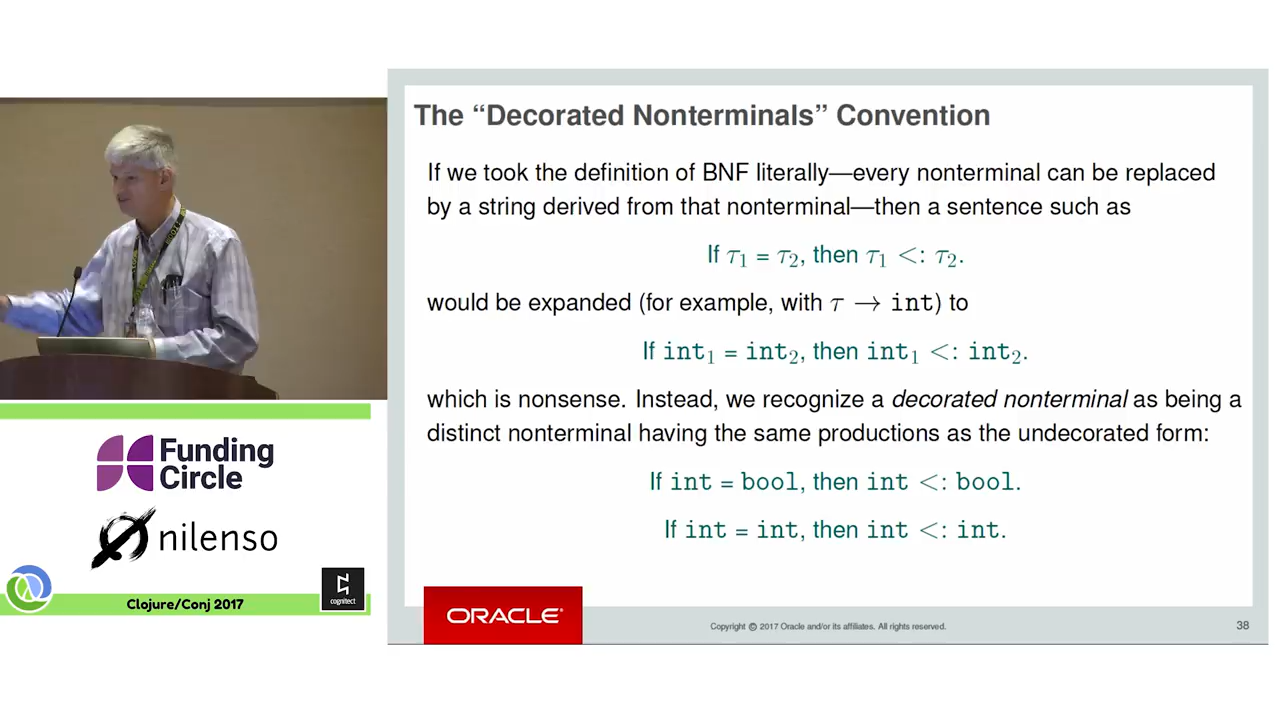 The “Decorated Nonterminals” Convention
If we took the definition of BNF literally—every nonterminal can be replaced
by a string derived from that nonterminal—then a sentence such as
If τ₁ = τ₂, then τ₁ <: τ₂.
would be expanded (for example, with τ → int) to
If int₁ = int₂, then int₁ <: int₂.
which is nonsense. Instead, we recognize a decorated nonterminal as being a
distinct nonterminal having the same productions as the undecorated form:
If int = bool, then int <: bool.
If int = int, then int <: int.
ORACLE®
Copyright © 2017 Oracle and/or its affiliates. All rights reserved.
38
Funding
Circle
nilenso
Clojure/Conj 2017
cognitect